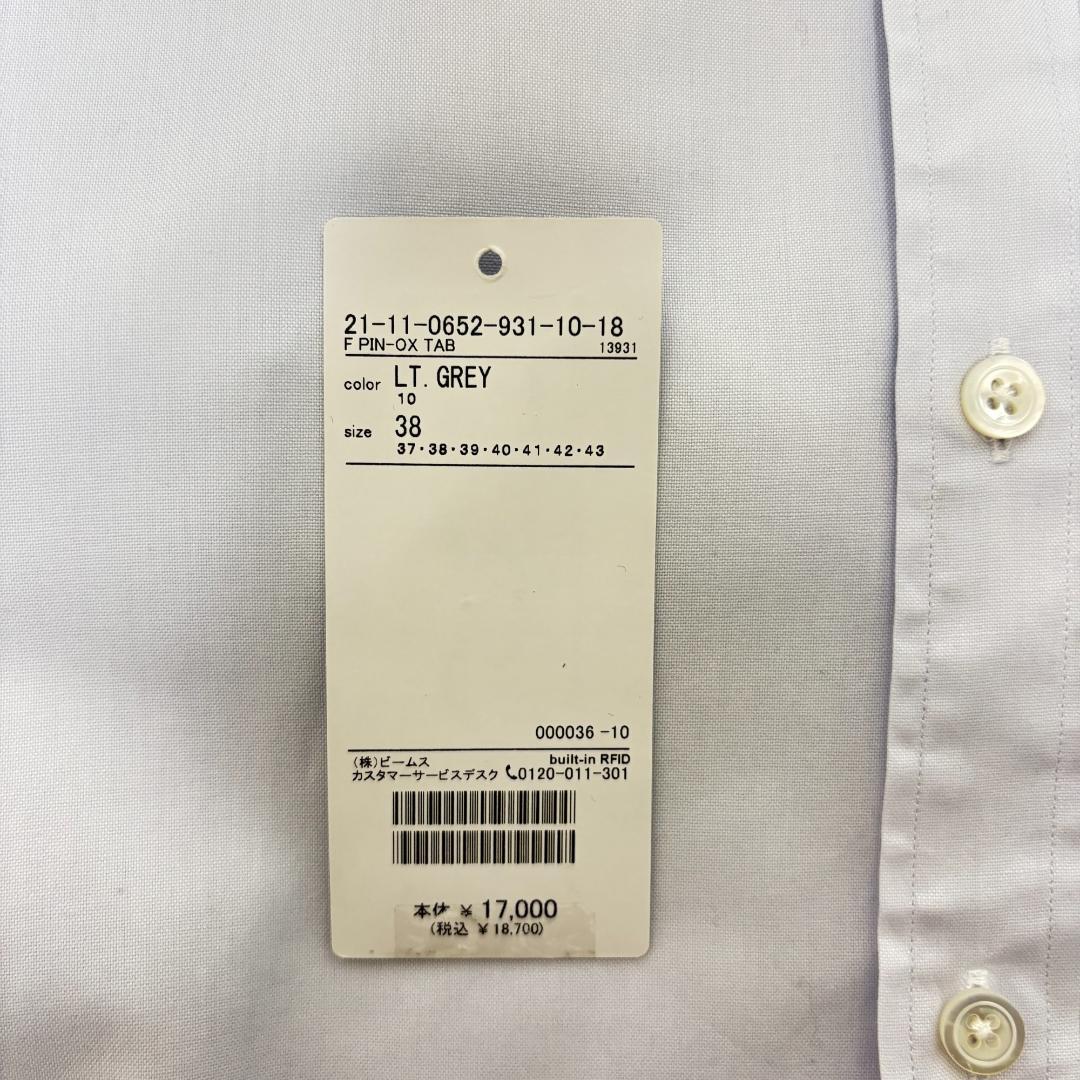 21-11-0652-931-10-18
F PIN-OX TAB 13931
color LT. GREY
10
size 38
37・38・39・40・41・42・43
000036 -10
(株)ビームス built-in RFID
カスタマーサービスデスク 0120-011-301
本体 ¥ 17,000
(税込 ¥ 18,700)